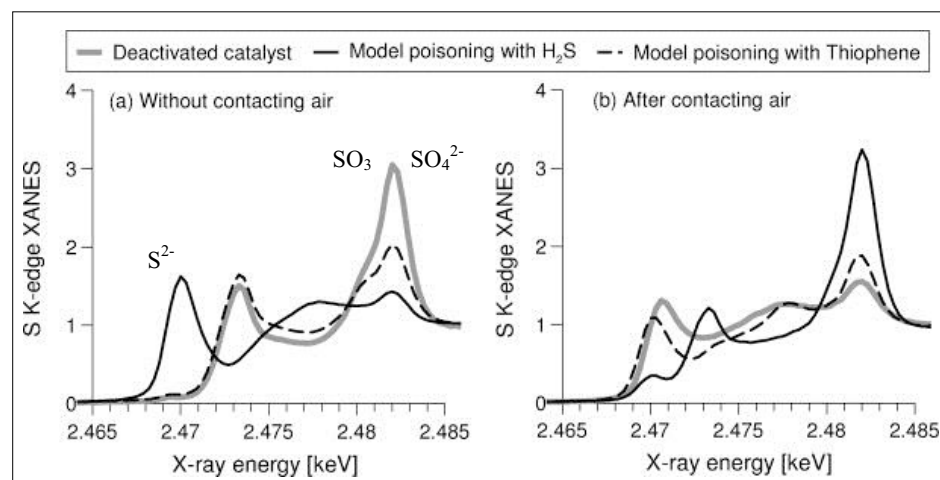 Deactivated catalyst Model poisoning with H₂S Model poisoning with Thiophene
(a) Without contacting air
(b) After contacting air
S K-edge XANES
4
3
2
1
0
SO₃ SO₄²⁻
S²⁻
2.465 2.47 2.475 2.48 2.485
X-ray energy [keV]
S K-edge XANES
4
3
2
1
0
2.465 2.47 2.475 2.48 2.485
X-ray energy [keV]